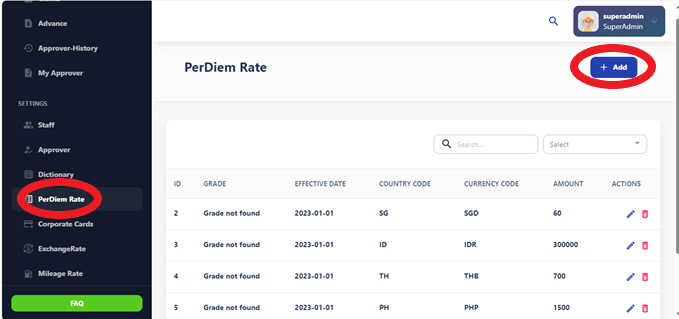 superadmin
SuperAdmin
Advance
Approver-History
My Approver
SETTINGS
Staff
Approver
Dictionary
PerDiem Rate
Corporate Cards
ExchangeRate
Mileage Rate
FAQ
PerDiem Rate
+ Add
Search...
Select
ID GRADE EFFECTIVE DATE COUNTRY CODE CURRENCY CODE AMOUNT ACTIONS
2 Grade not found 2023-01-01 SG SGD 60
3 Grade not found 2023-01-01 ID IDR 300000
4 Grade not found 2023-01-01 TH THB 700
5 Grade not found 2023-01-01 PH PHP 1500